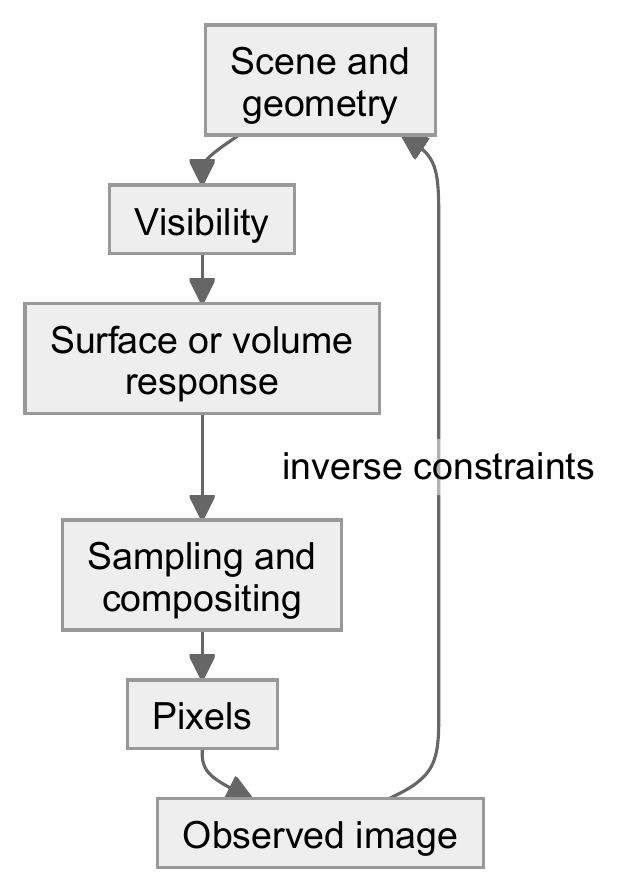 Scene and
geometry
Visibility
Surface or volume
response
inverse constraints
Sampling and
compositing
Pixels
Observed image